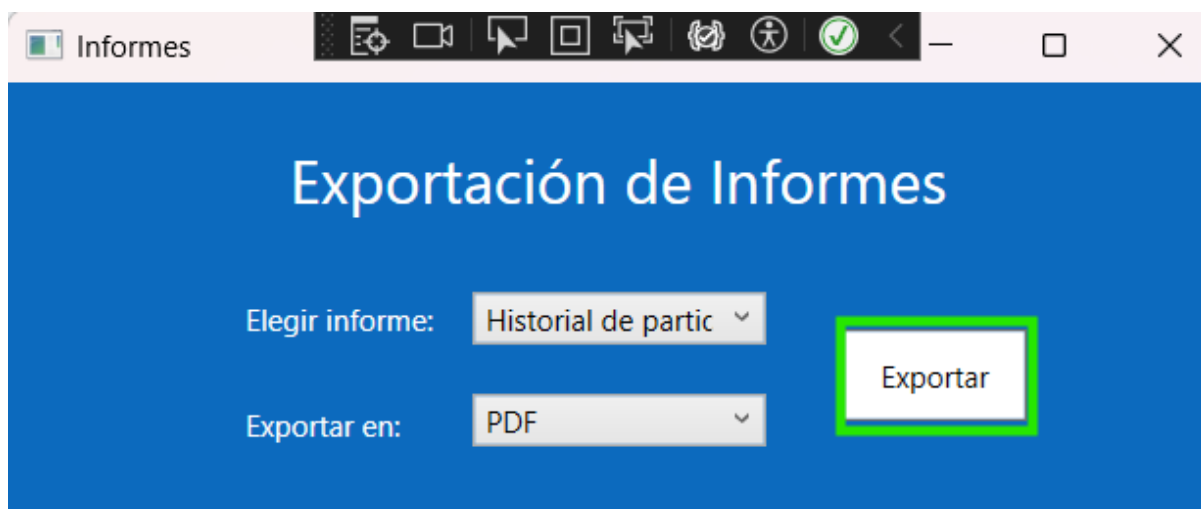 Informes
Exportación de Informes
Elegir informe:
Historial de partic
Exportar
Exportar en:
PDF